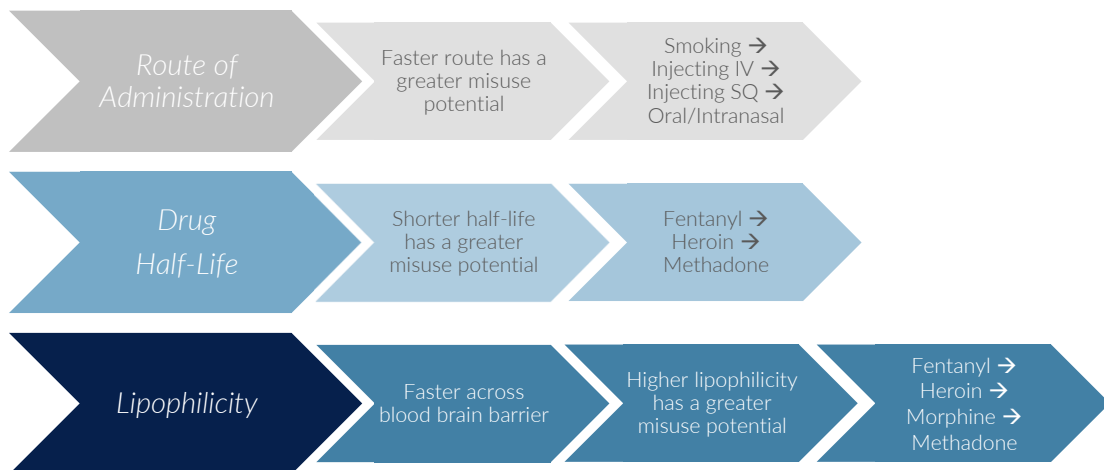 Route of
Administration
Faster route has a
greater misuse
potential
Smoking →
Injecting IV →
Injecting SQ →
Oral/Intranasal
Drug
Half-Life
Shorter half-life
has a greater
misuse potential
Fentanyl →
Heroin →
Methadone
Lipophilicity
Faster across
blood brain barrier
Higher lipophilicity
has a greater
misuse potential
Fentanyl →
Heroin →
Morphine →
Methadone